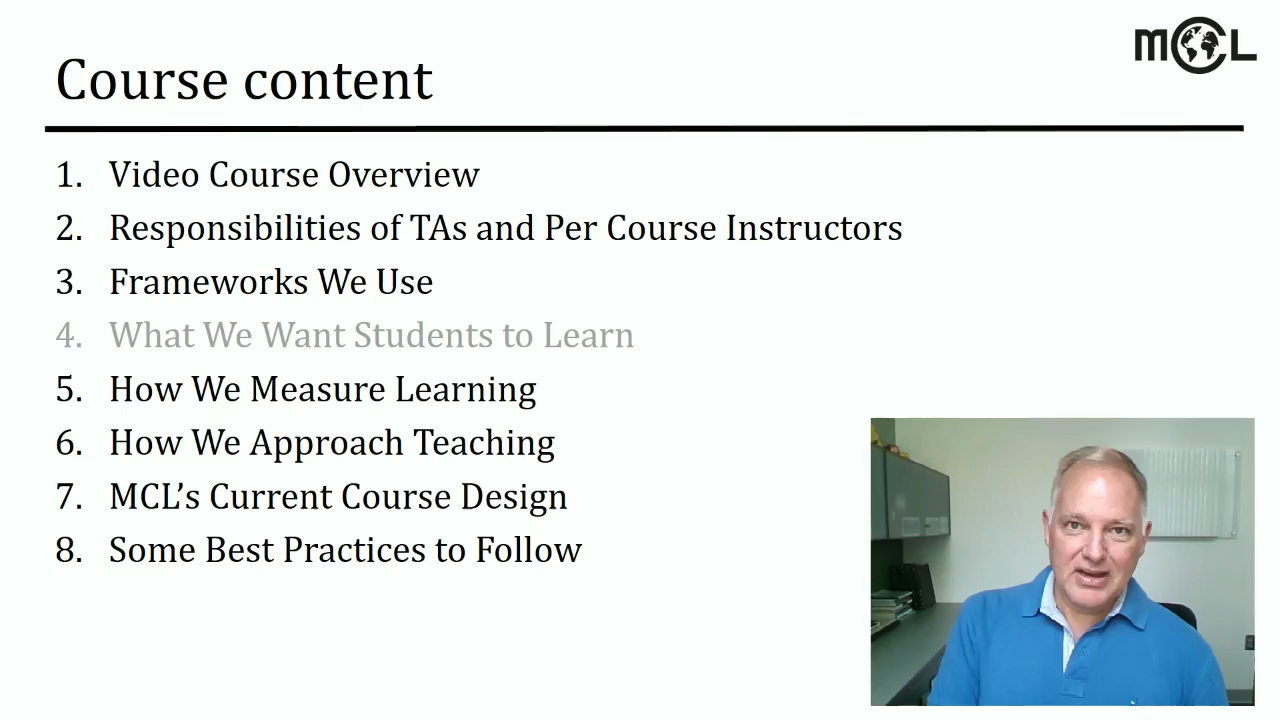 MCL
Course content
1. Video Course Overview
2. Responsibilities of TAs and Per Course Instructors
3. Frameworks We Use
4. What We Want Students to Learn
5. How We Measure Learning
6. How We Approach Teaching
7. MCL’s Current Course Design
8. Some Best Practices to Follow